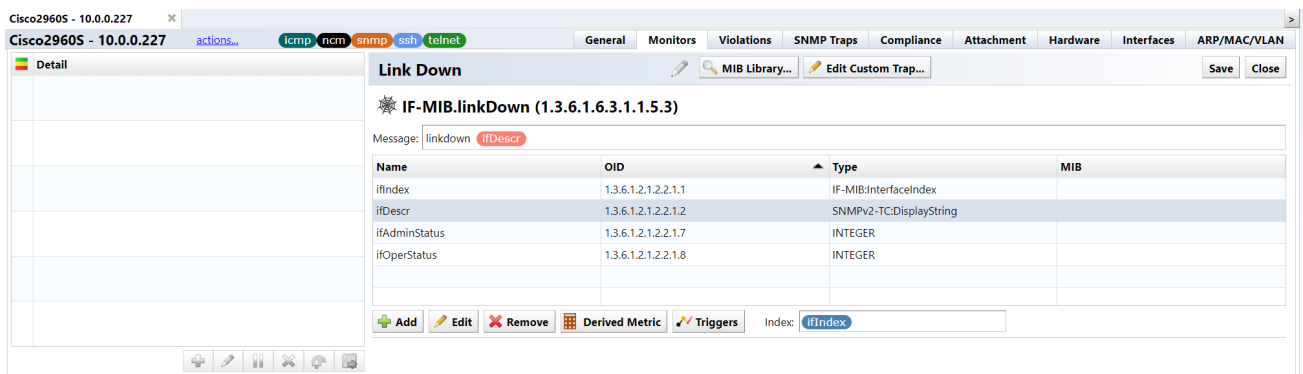 Cisco2960S - 10.0.0.227
Cisco2960S - 10.0.0.227 actions... icmp ncm snmp ssh telnet General Monitors Violations SNMP Traps Compliance Attachment Hardware Interfaces ARP/MAC/VLAN
Detail
Link Down MIB Library... Edit Custom Trap... Save Close
IF-MIB.linkDown (1.3.6.1.6.3.1.1.5.3)
Message: linkdown ifDescr
Name OID Type MIB
ifIndex 1.3.6.1.2.1.2.2.1.1 IF-MIB:InterfaceIndex
ifDescr 1.3.6.1.2.1.2.2.1.2 SNMPv2-TC:DisplayString
ifAdminStatus 1.3.6.1.2.1.2.2.1.7 INTEGER
ifOperStatus 1.3.6.1.2.1.2.2.1.8 INTEGER
Add Edit Remove Derived Metric Triggers Index: ifIndex